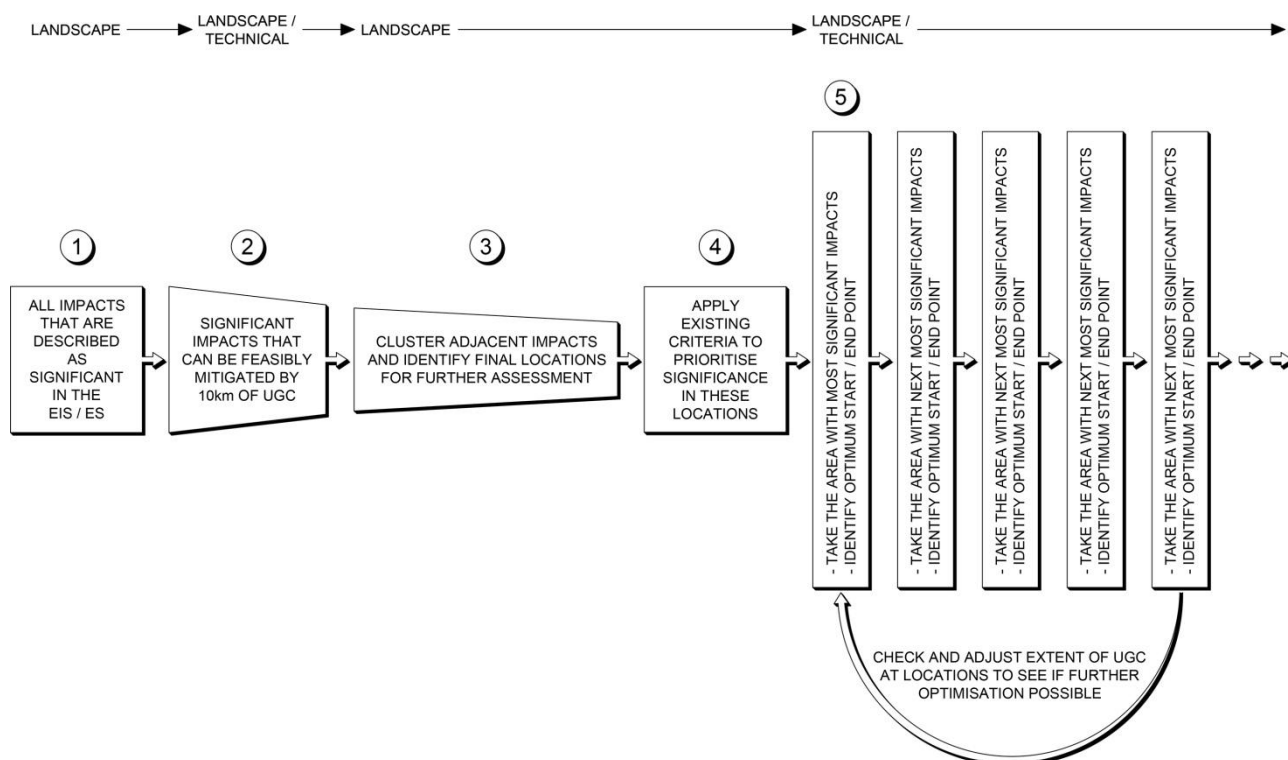 LANDSCAPE
LANDSCAPE /
TECHNICAL
LANDSCAPE
LANDSCAPE /
TECHNICAL
1
ALL IMPACTS
THAT ARE
DESCRIBED
AS
SIGNIFICANT
IN THE
EIS / ES
2
SIGNIFICANT
IMPACTS THAT
CAN BE FEASIBLY
MITIGATED BY
10km OF UGC
3
CLUSTER ADJACENT IMPACTS
AND IDENTIFY FINAL LOCATIONS
FOR FURTHER ASSESSMENT
4
APPLY
EXISTING
CRITERIA TO
PRIORITISE
SIGNIFICANCE
IN THESE
LOCATIONS
5
- TAKE THE AREA WITH MOST SIGNIFICANT IMPACTS
- IDENTIFY OPTIMUM START / END POINT
- TAKE THE AREA WITH NEXT MOST SIGNIFICANT IMPACTS
- IDENTIFY OPTIMUM START / END POINT
- TAKE THE AREA WITH NEXT MOST SIGNIFICANT IMPACTS
- IDENTIFY OPTIMUM START / END POINT
- TAKE THE AREA WITH NEXT MOST SIGNIFICANT IMPACTS
- IDENTIFY OPTIMUM START / END POINT
- TAKE THE AREA WITH NEXT MOST SIGNIFICANT IMPACTS
- IDENTIFY OPTIMUM START / END POINT
CHECK AND ADJUST EXTENT OF UGC
AT LOCATIONS TO SEE IF FURTHER
OPTIMISATION POSSIBLE